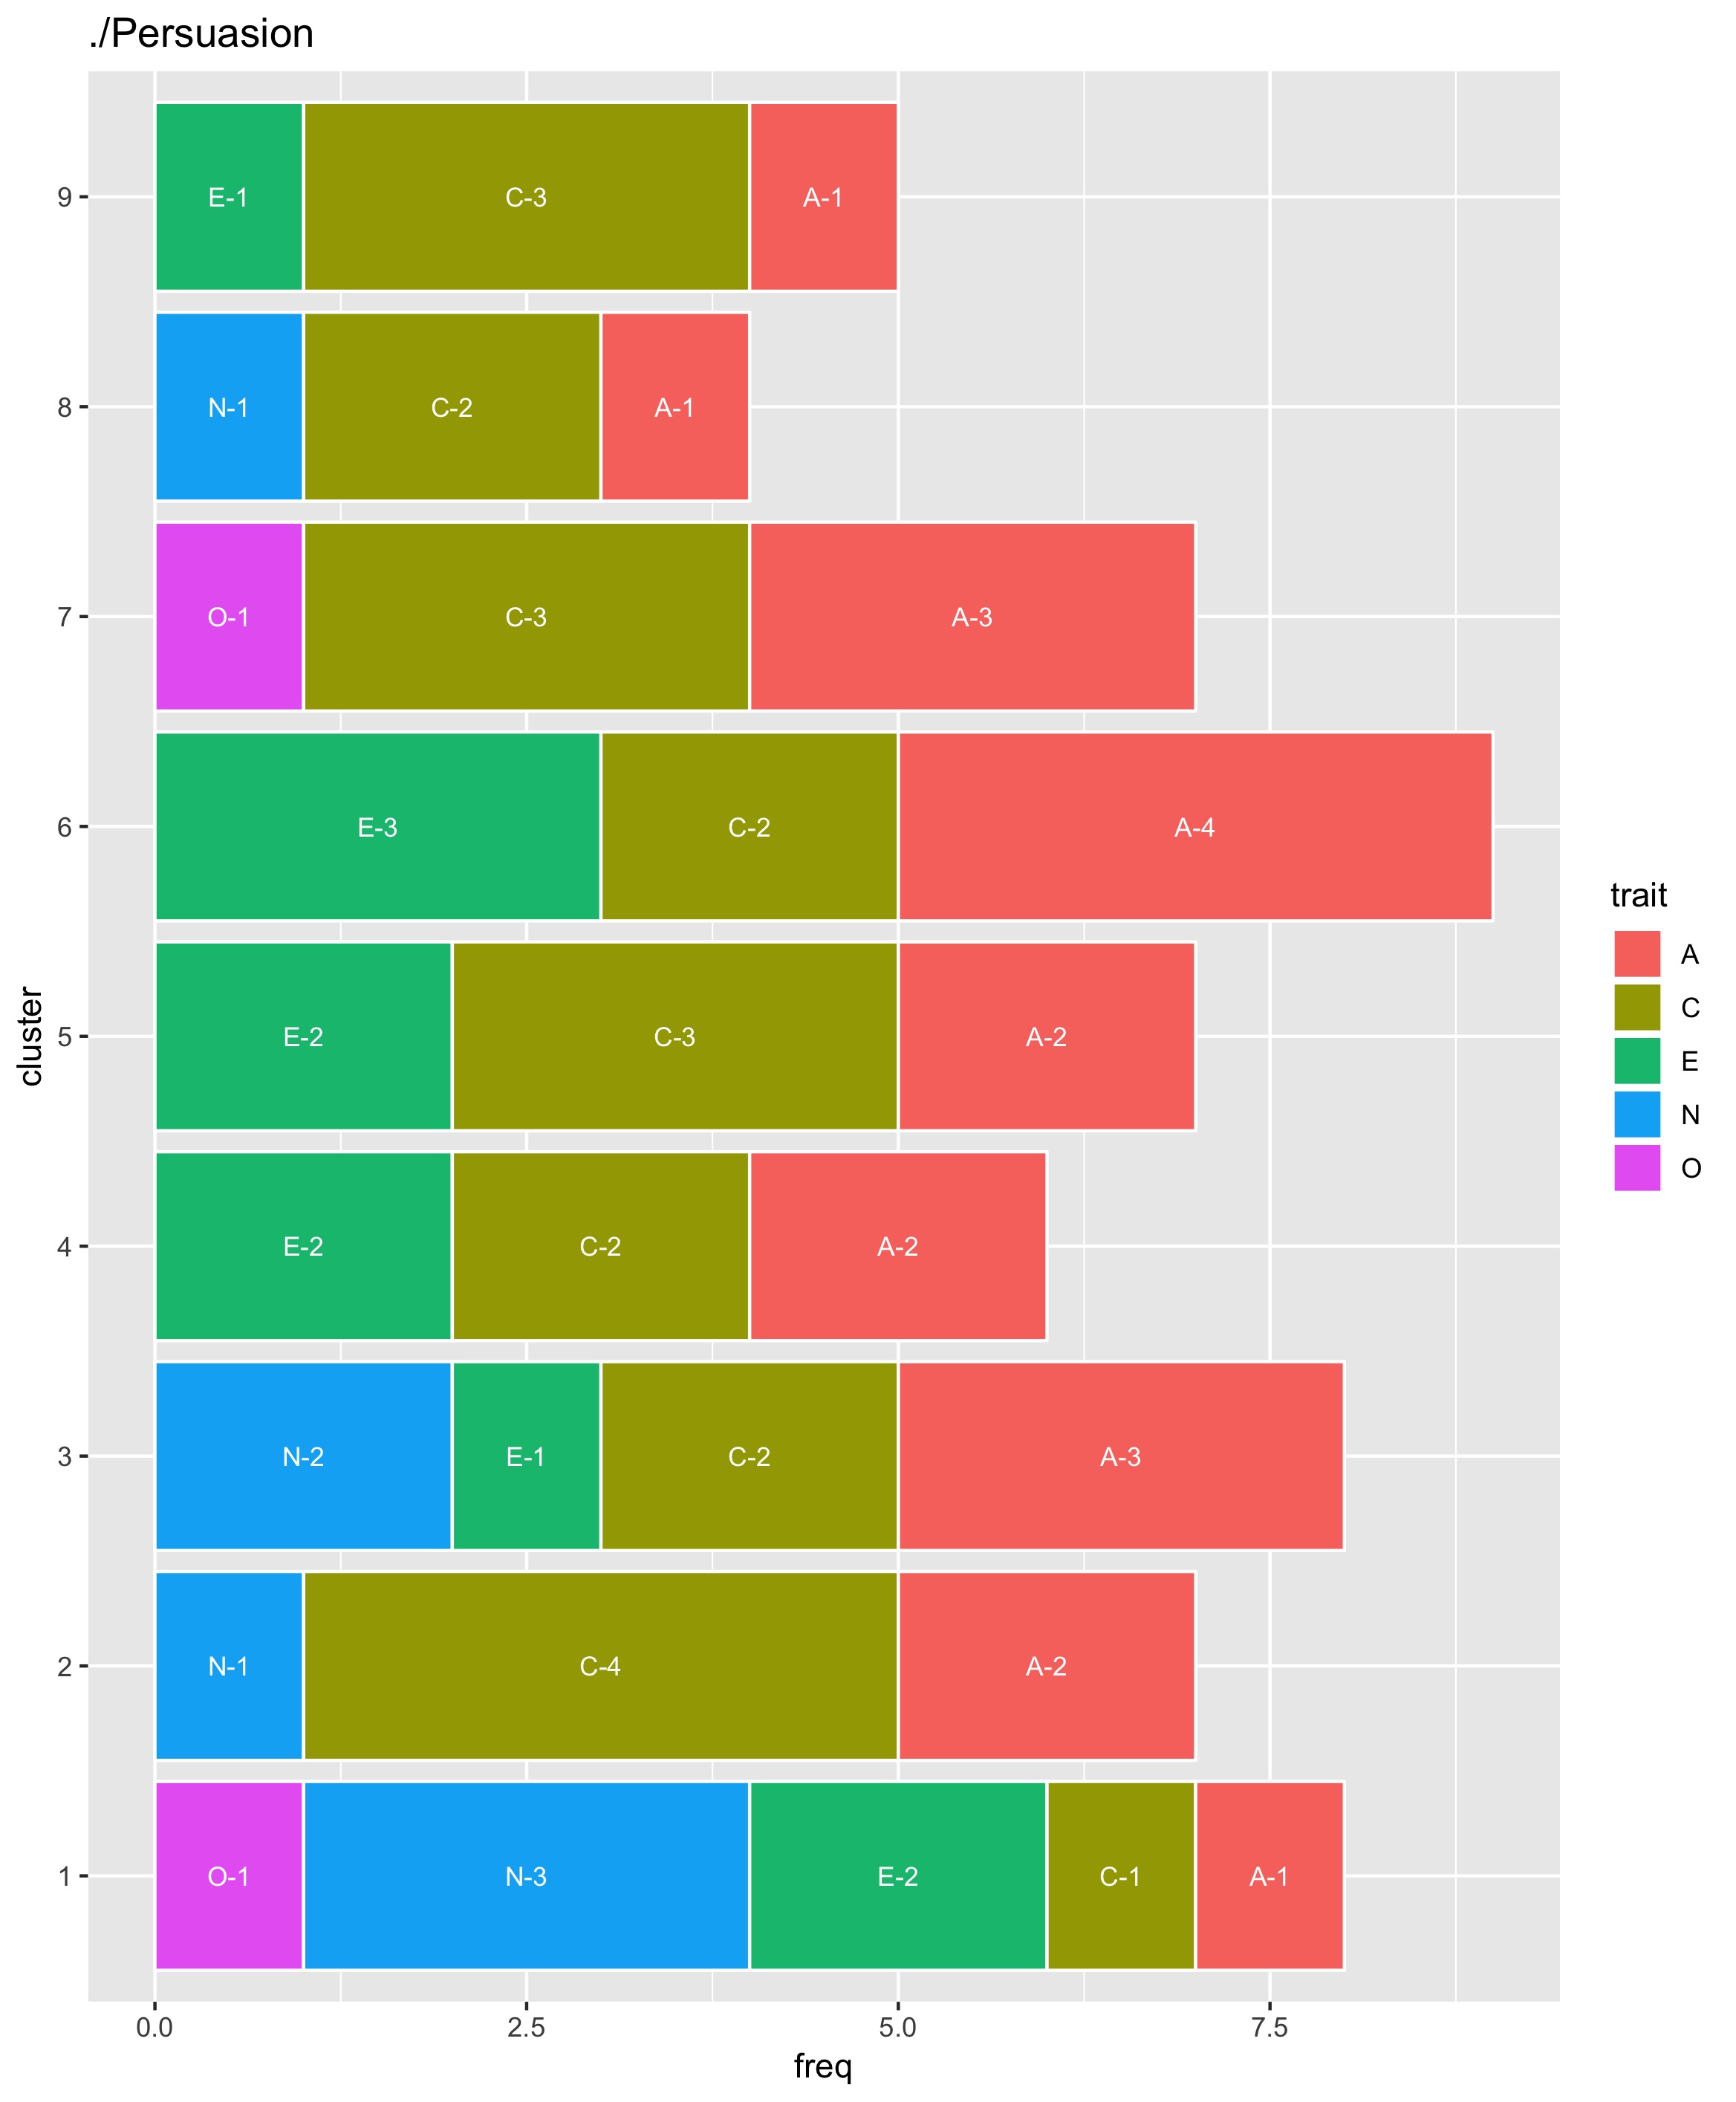 ./Persuasion
9
E-1 C-3 A-1
8
N-1 C-2 A-1
7
O-1 C-3 A-3
6
E-3 C-2 A-4
5
E-2 C-3 A-2
4
E-2 C-2 A-2
3
N-2 E-1 C-2 A-3
2
N-1 C-4 A-2
1
O-1 N-3 E-2 C-1 A-1
cluster
0.0 2.5 5.0 7.5
freq
trait
A
C
E
N
O